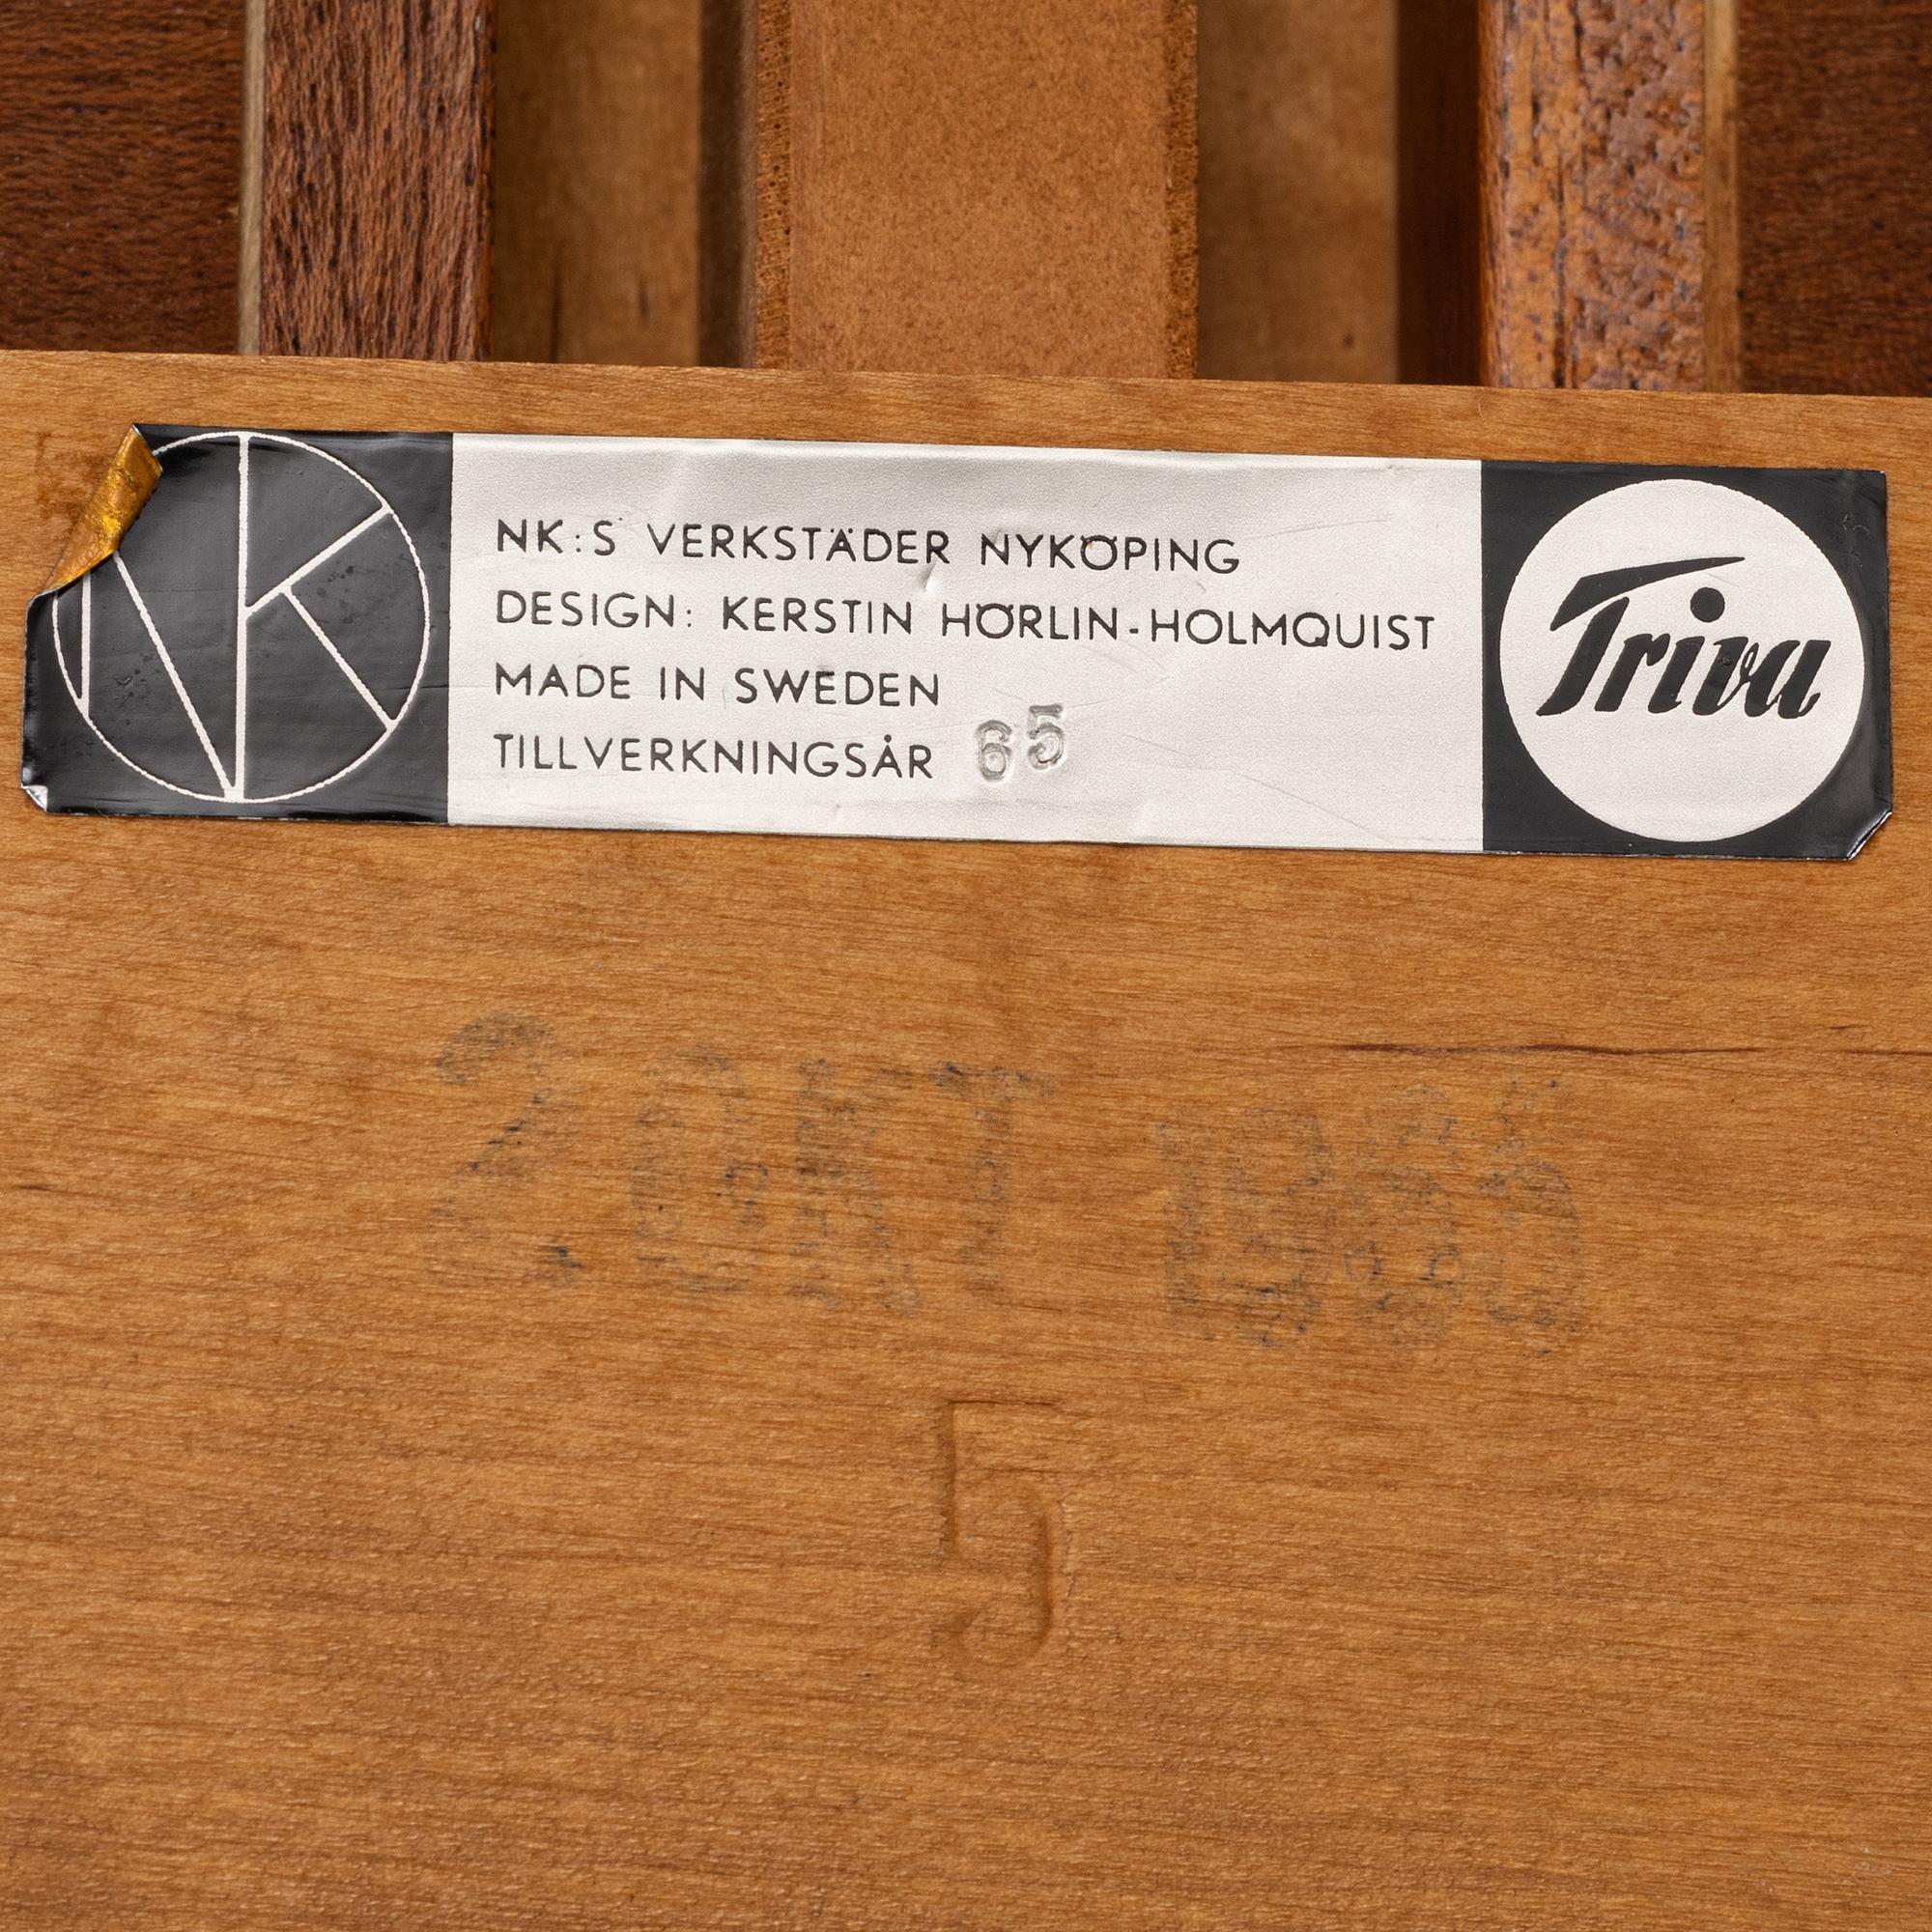 NK
NK:S VERKSTÄDER NYKÖPING
DESIGN: KERSTIN HÖRLIN-HOLMQUIST
MADE IN SWEDEN
TILLVERKNINGSÅR 65
Triva
5